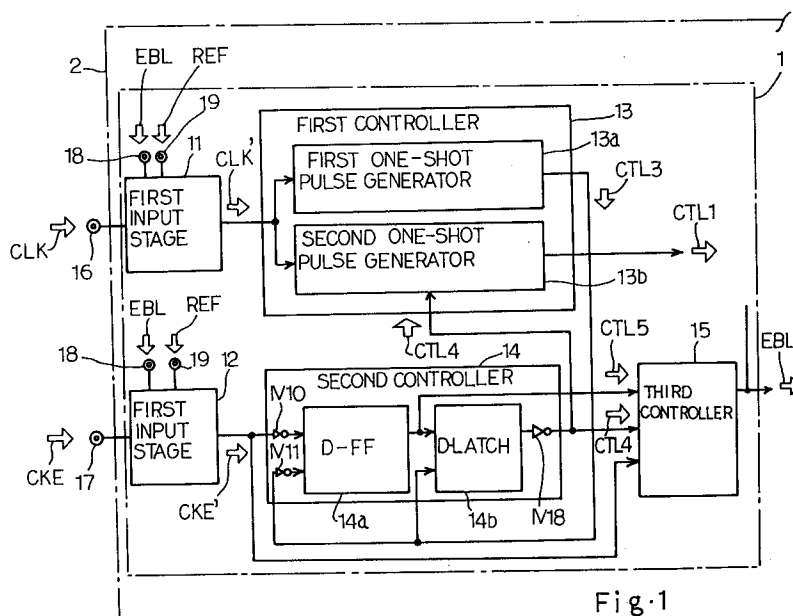 2
EBL
REF
1
18
19
11
FIRST CONTROLLER
13
13a
FIRST ONE-SHOT
PULSE GENERATOR
CLK'
FIRST
INPUT
STAGE
CTL3
CLK
16
SECOND ONE-SHOT
PULSE GENERATOR
CTL1
13b
EBL
REF
CTL4
14
CTL5
15
18
19
12
SECOND CONTROLLER
EBL
FIRST
INPUT
STAGE
IV10
IV11
D-FF
D-LATCH
THIRD
CONTROLLER
CTL4
CKE
17
CKE'
14a
14b
IV18
Fig.1